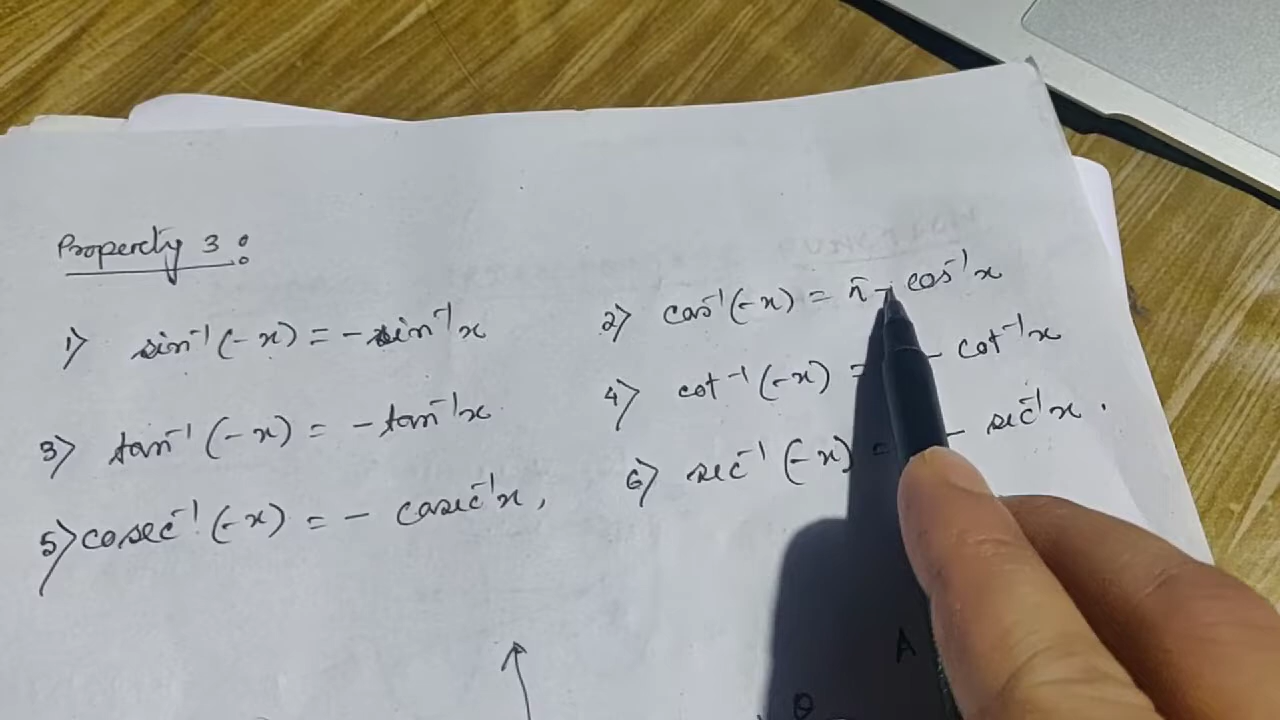 Property 3:
1) sin⁻¹(-x) = -sin⁻¹x
2) cos⁻¹(-x) = π - cos⁻¹x
3) tan⁻¹(-x) = -tan⁻¹x
4) cot⁻¹(-x) = - cot⁻¹x
5) cosec⁻¹(-x) = - cosec⁻¹x,
6) sec⁻¹(-x) = - sec⁻¹x.
A
θ